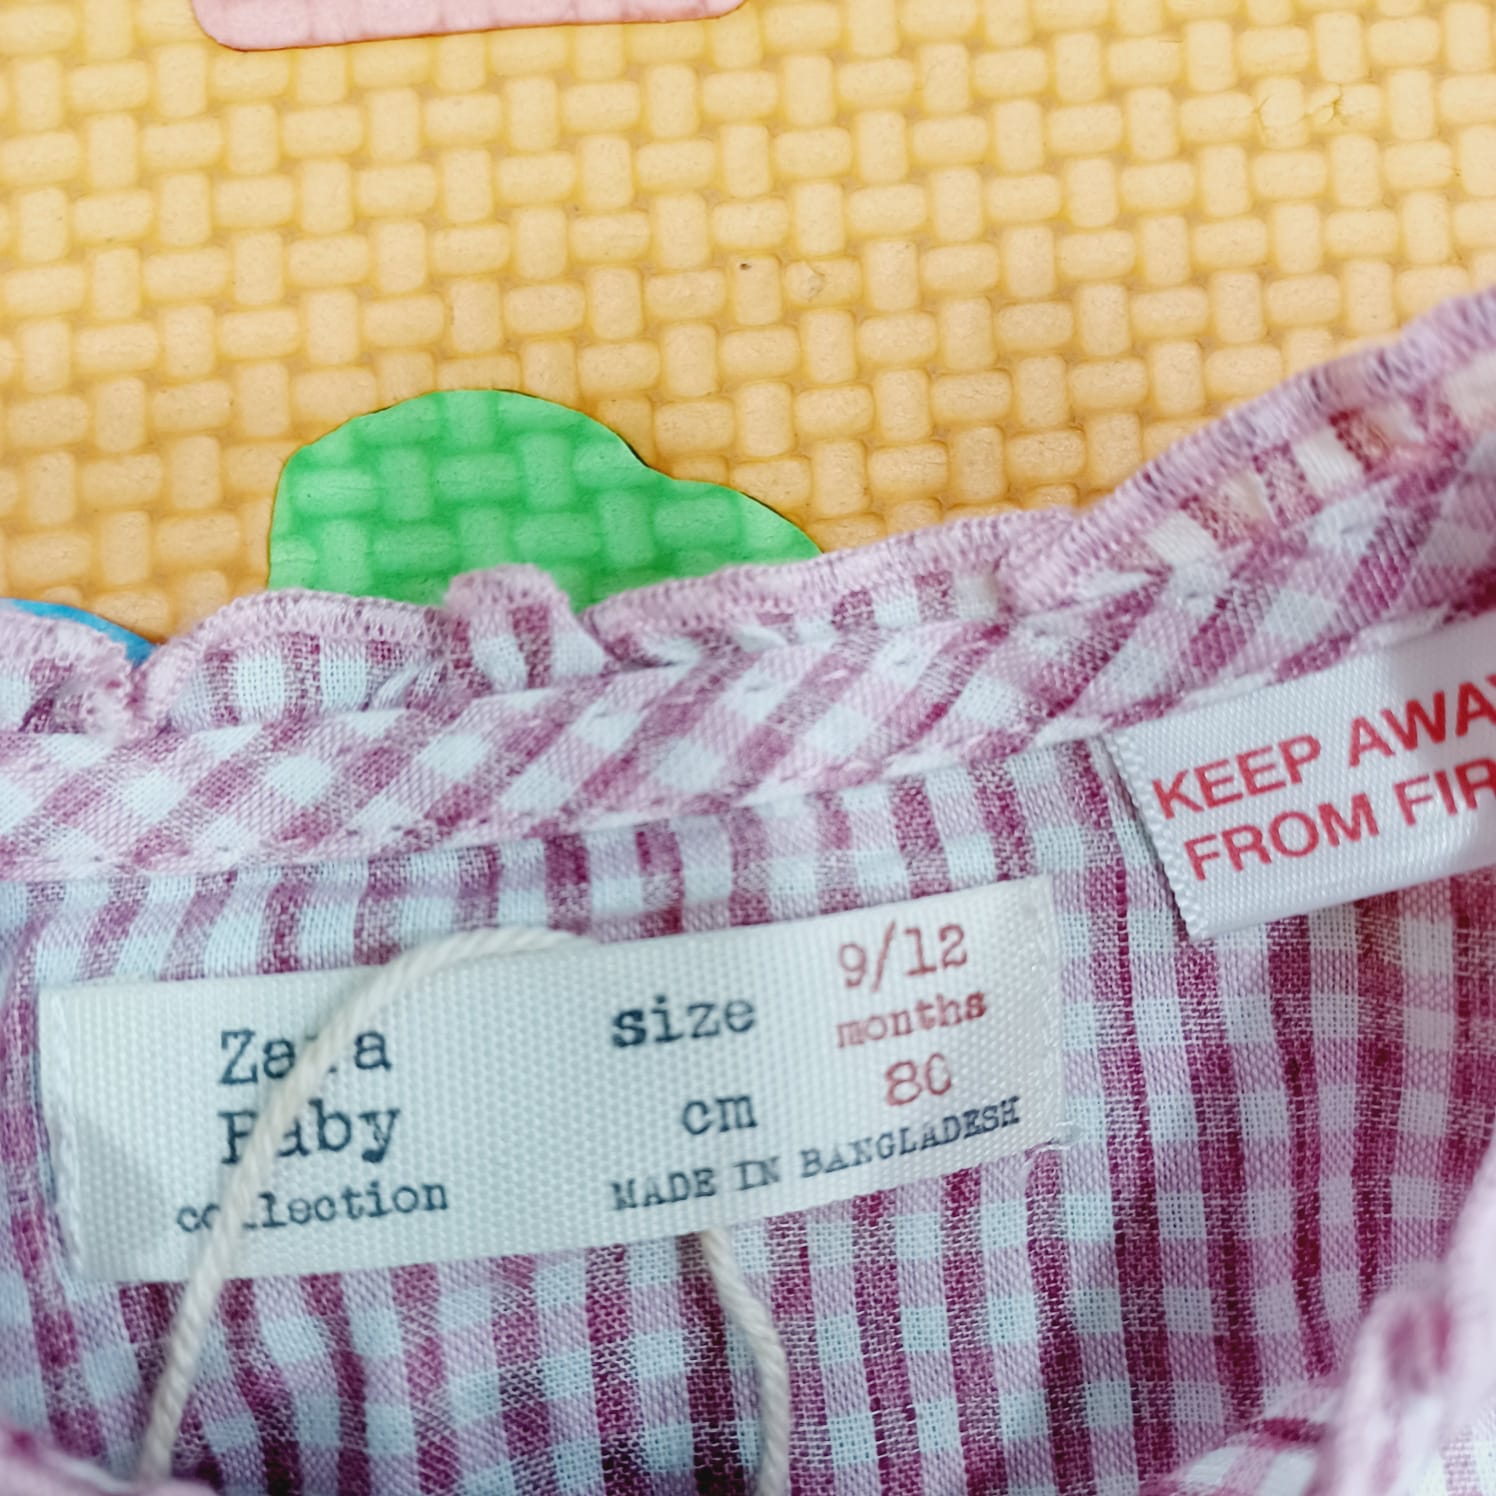 KEEP AWAY
FROM FIR
Zara
Baby
collection
size
9/12
months
cm
80
MADE IN BANGLADESH